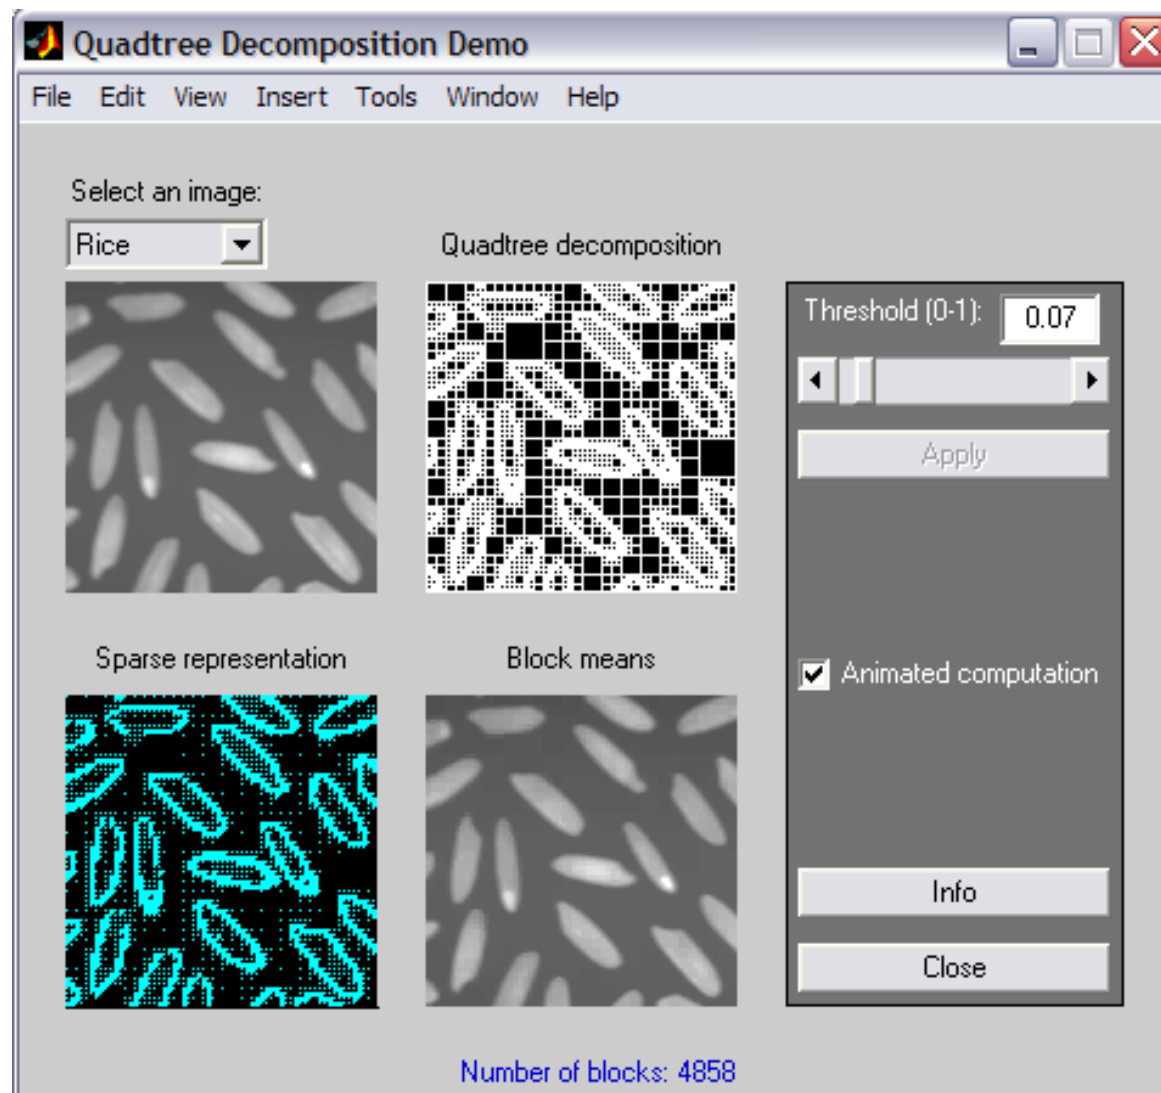 Quadtree Decomposition Demo
File Edit View Insert Tools Window Help
Select an image:
Rice
Quadtree decomposition
Threshold (0-1): 0.07
Apply
Sparse representation
Block means
Animated computation
Info
Close
Number of blocks: 4858